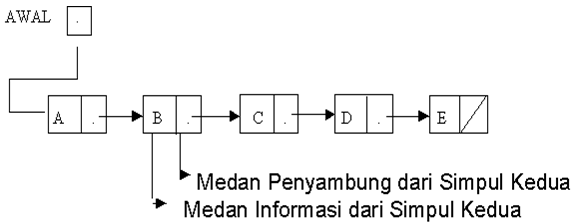 AWAL .
A . B . C . D . E
Medan Penyambung dari Simpul Kedua
Medan Informasi dari Simpul Kedua